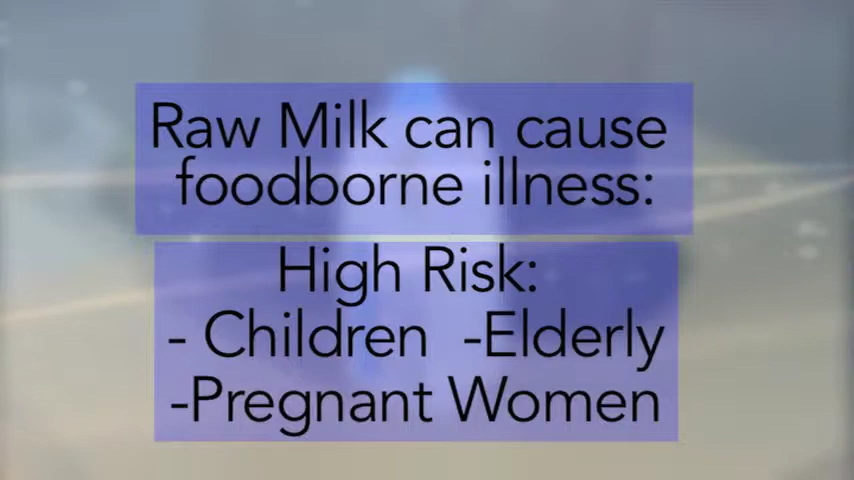 Raw Milk can cause
foodborne illness:
High Risk:
- Children  -Elderly
-Pregnant Women